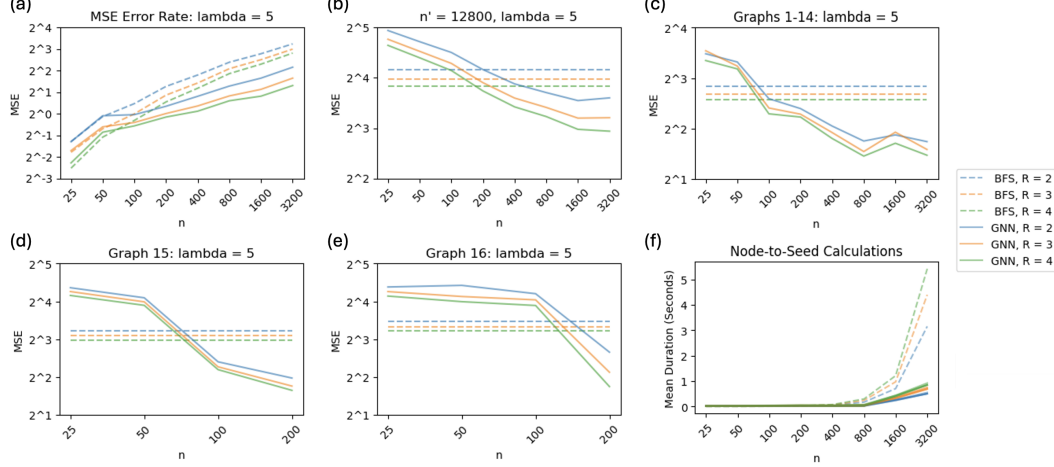 (a)
MSE Error Rate: lambda = 5
2^4
2^3
2^2
2^1
2^0
2^-1
2^-2
2^-3
MSE
25
50
100
200
400
800
1600
3200
n
(b)
n' = 12800, lambda = 5
2^5
2^4
2^3
2^2
MSE
25
50
100
200
400
800
1600
3200
n
(c)
Graphs 1-14: lambda = 5
2^4
2^3
2^2
2^1
MSE
25
50
100
200
400
800
1600
3200
n
BFS, R = 2
BFS, R = 3
BFS, R = 4
GNN, R = 2
GNN, R = 3
GNN, R = 4
(d)
Graph 15: lambda = 5
2^5
2^4
2^3
2^2
2^1
MSE
25
50
100
200
n
(e)
Graph 16: lambda = 5
2^5
2^4
2^3
2^2
2^1
MSE
25
50
100
200
n
(f)
Node-to-Seed Calculations
5
4
3
2
1
0
Mean Duration (Seconds)
25
50
100
200
400
800
1600
3200
n